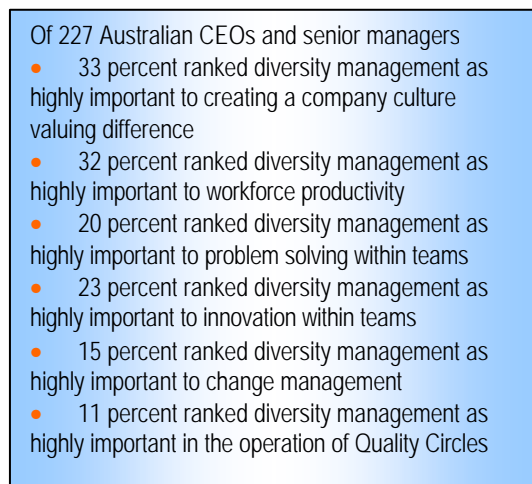 Of 227 Australian CEOs and senior managers
• 33 percent ranked diversity management as
highly important to creating a company culture
valuing difference
• 32 percent ranked diversity management as
highly important to workforce productivity
• 20 percent ranked diversity management as
highly important to problem solving within teams
• 23 percent ranked diversity management as
highly important to innovation within teams
• 15 percent ranked diversity management as
highly important to change management
• 11 percent ranked diversity management as
highly important in the operation of Quality Circles